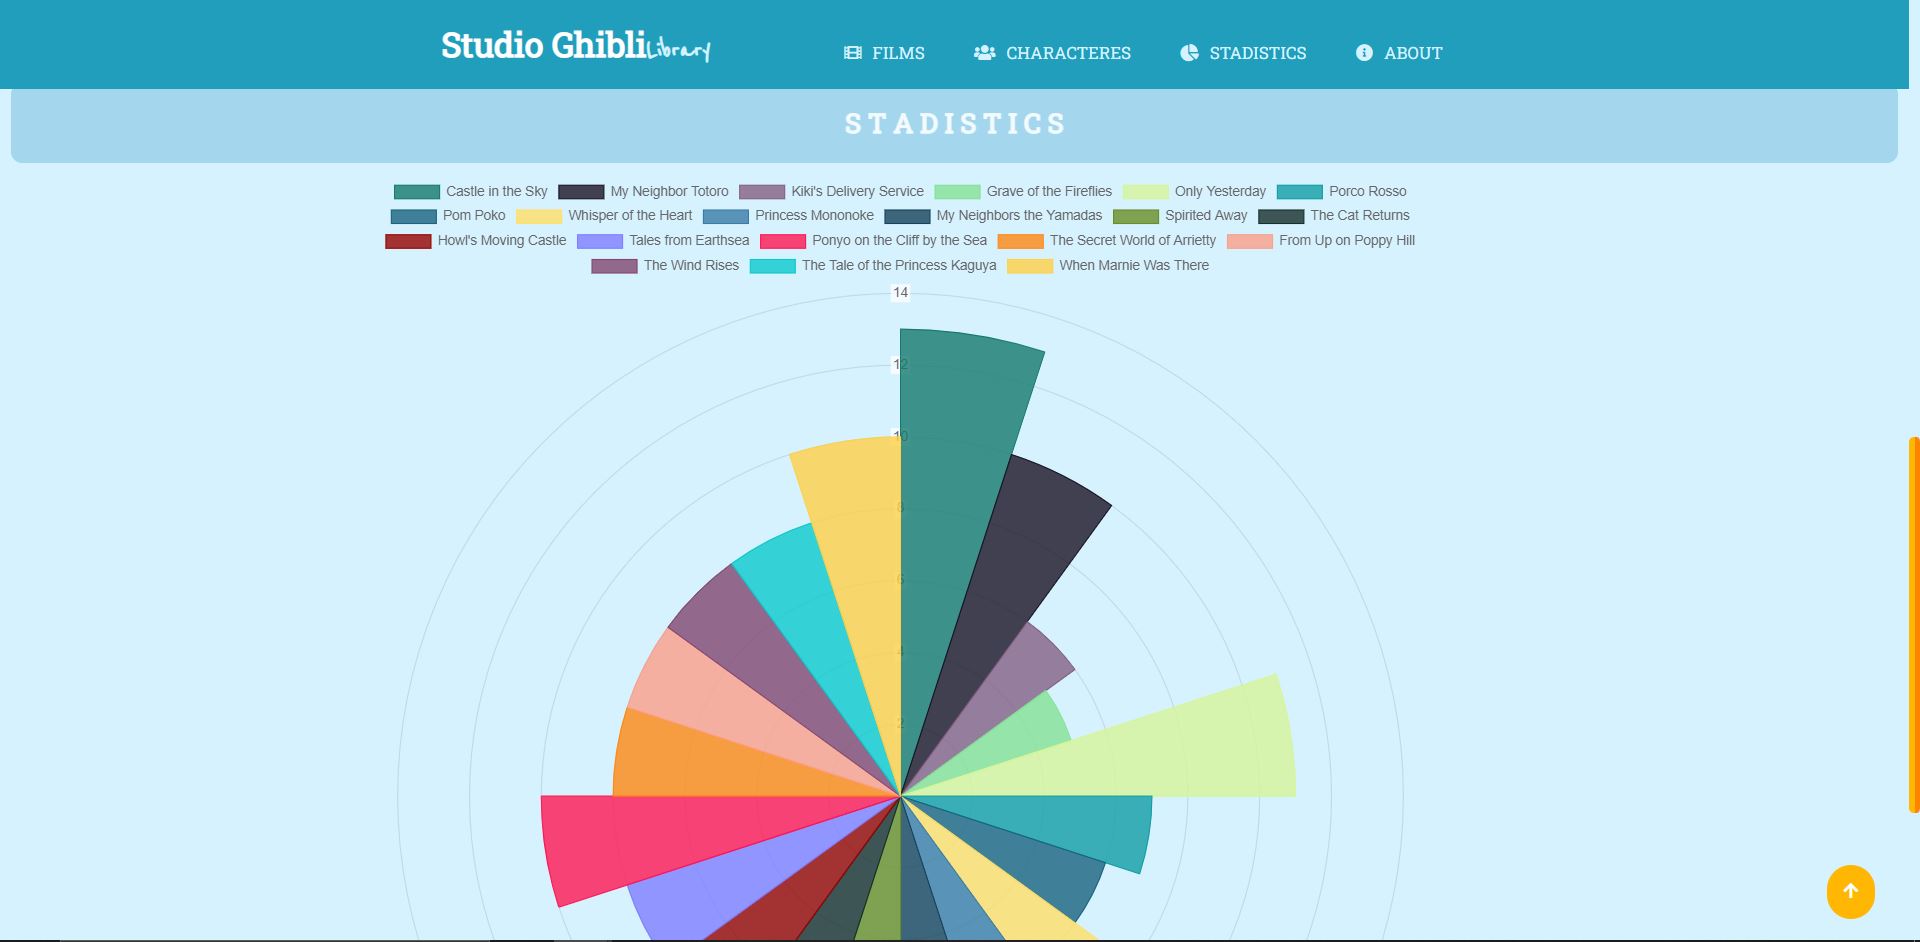 Studio Ghibli Library FILMS CHARACTERES STADISTICS ABOUT
STADISTICS
Castle in the Sky My Neighbor Totoro Kiki's Delivery Service Grave of the Fireflies Only Yesterday Porco Rosso
Pom Poko Whisper of the Heart Princess Mononoke My Neighbors the Yamadas Spirited Away The Cat Returns
Howl's Moving Castle Tales from Earthsea Ponyo on the Cliff by the Sea The Secret World of Arrietty From Up on Poppy Hill
The Wind Rises The Tale of the Princess Kaguya When Marnie Was There
14
12
10
8
6
4
2